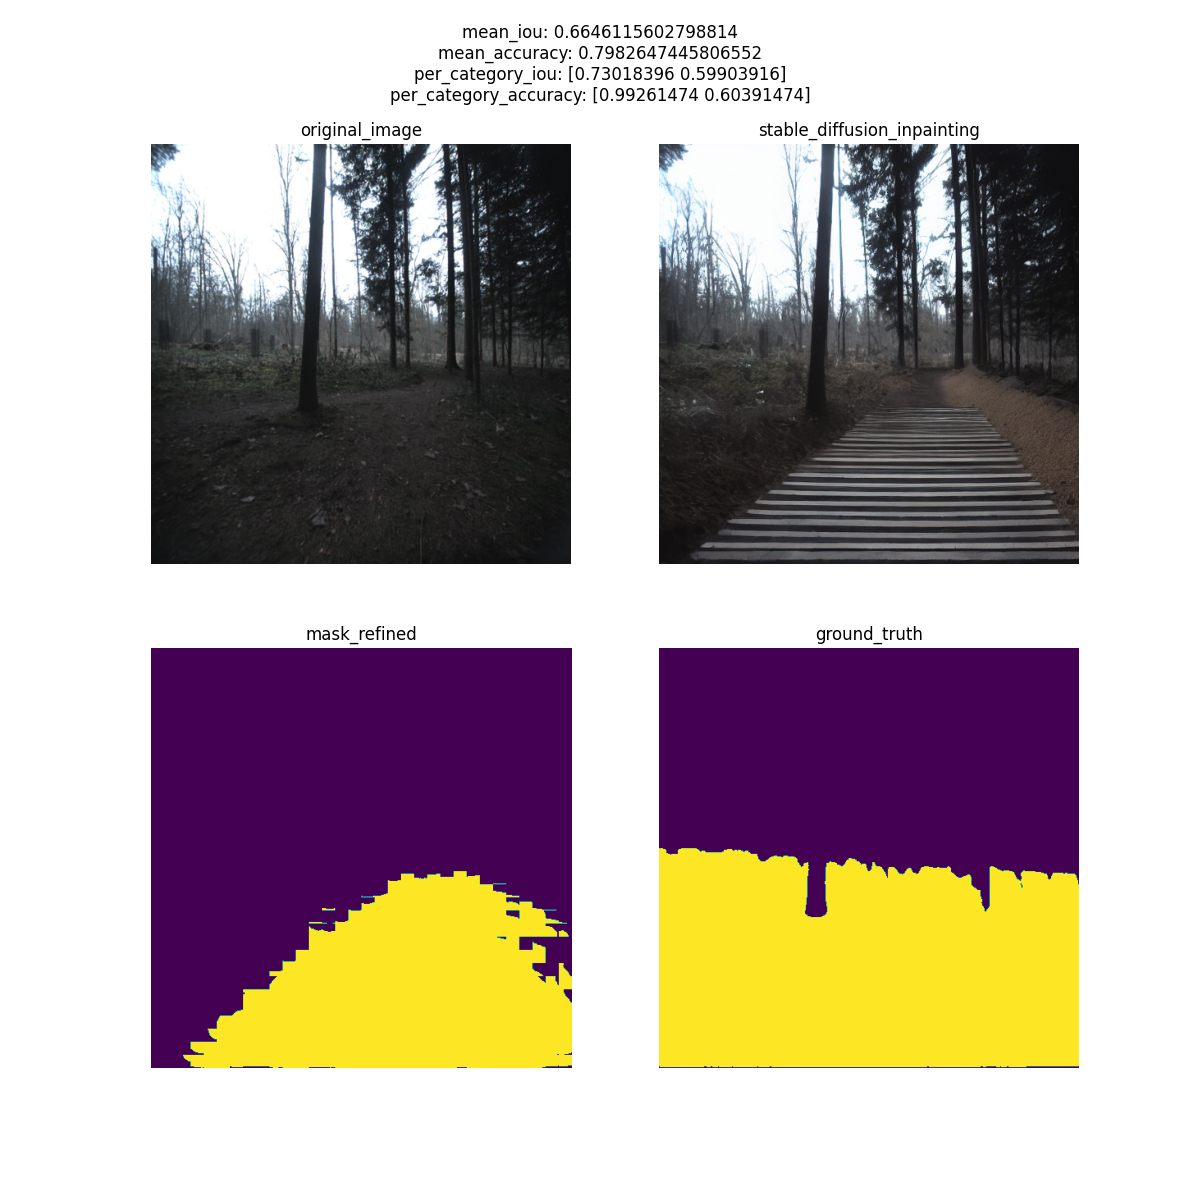 mean_iou: 0.6646115602798814
mean_accuracy: 0.7982647445806552
per_category_iou: [0.73018396 0.59903916]
per_category_accuracy: [0.99261474 0.60391474]
original_image
stable_diffusion_inpainting
mask_refined
ground_truth